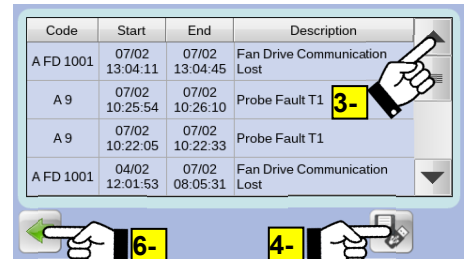 Code Start End Description
A FD 1001 07/02 13:04:11 07/02 13:04:45 Fan Drive Communication Lost
A 9 07/02 10:25:54 07/02 10:26:10 Probe Fault T1
3-
A 9 07/02 10:22:05 07/02 10:22:33 Probe Fault T1
A FD 1001 04/02 12:01:53 07/02 08:05:31 Fan Drive Communication Lost
6-
4-